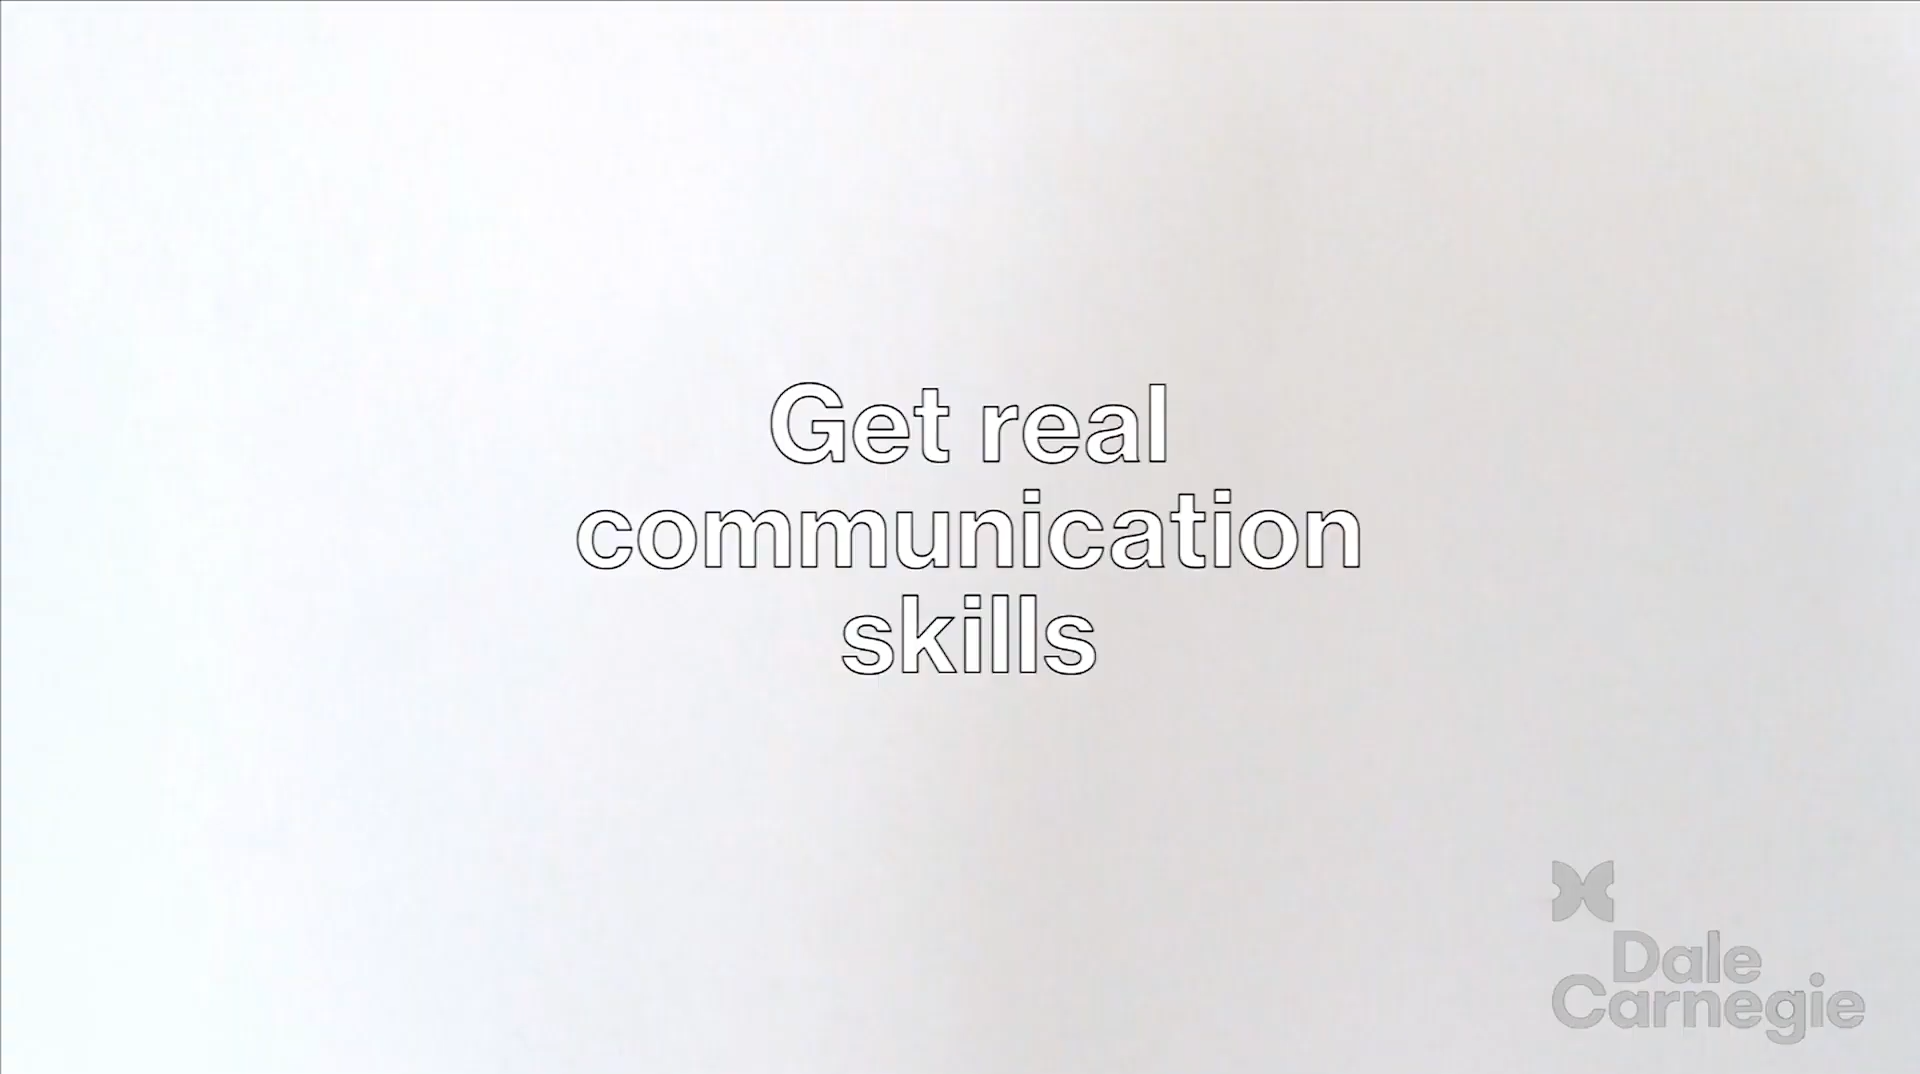 Get real
communication
skills
Dale
Carnegie